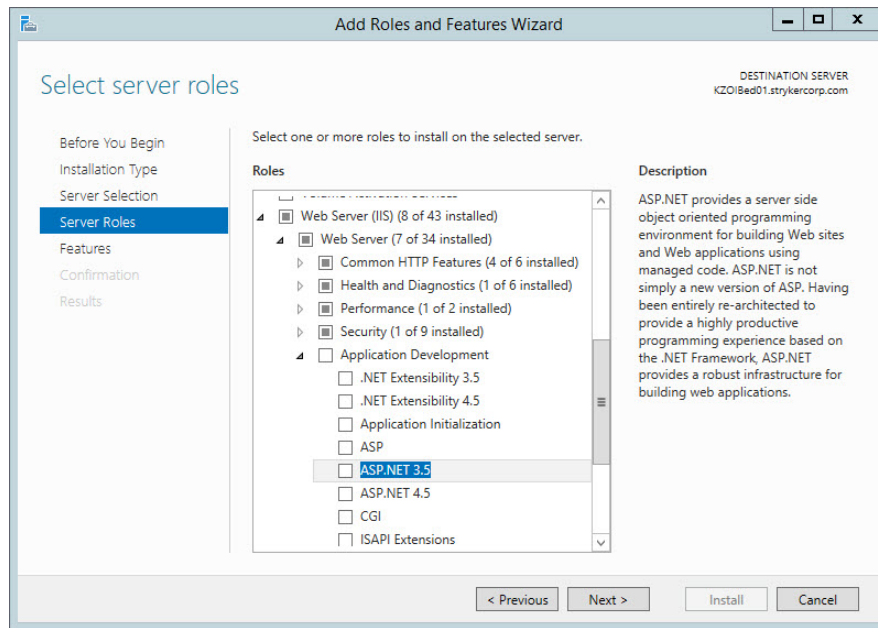 Add Roles and Features Wizard
Select server roles
DESTINATION SERVER
KZOIBed01.strykercorp.com
Before You Begin
Installation Type
Server Selection
Server Roles
Features
Confirmation
Results
Select one or more roles to install on the selected server.
Roles
Volume Activation Services
Web Server (IIS) (8 of 43 installed)
Web Server (7 of 34 installed)
Common HTTP Features (4 of 6 installed)
Health and Diagnostics (1 of 6 installed)
Performance (1 of 2 installed)
Security (1 of 9 installed)
Application Development
.NET Extensibility 3.5
.NET Extensibility 4.5
Application Initialization
ASP
ASP.NET 3.5
ASP.NET 4.5
CGI
ISAPI Extensions
Description
ASP.NET provides a server side
object oriented programming
environment for building Web sites
and Web applications using
managed code. ASP.NET is not
simply a new version of ASP. Having
been entirely re-architected to
provide a highly productive
programming experience based on
the .NET Framework, ASP.NET
provides a robust infrastructure for
building web applications.
< Previous
Next >
Install
Cancel